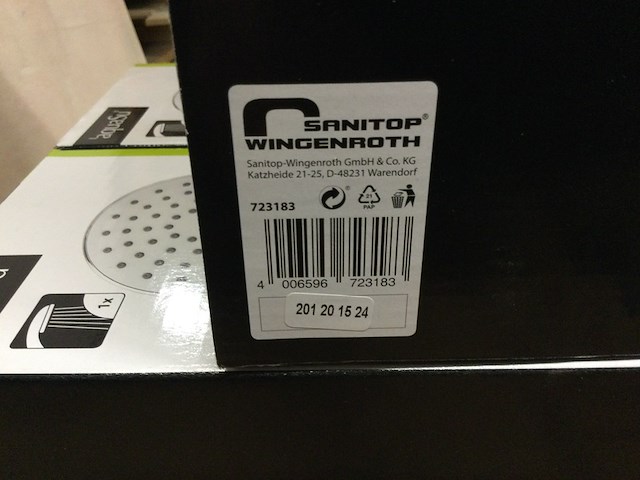 SANITOP®
WINGENROTH
Sanitop-Wingenroth GmbH & Co. KG
Katzheide 21-25, D-48231 Warendorf
723183
21
PAP
4 006596 723183
201 20 15 24
1x